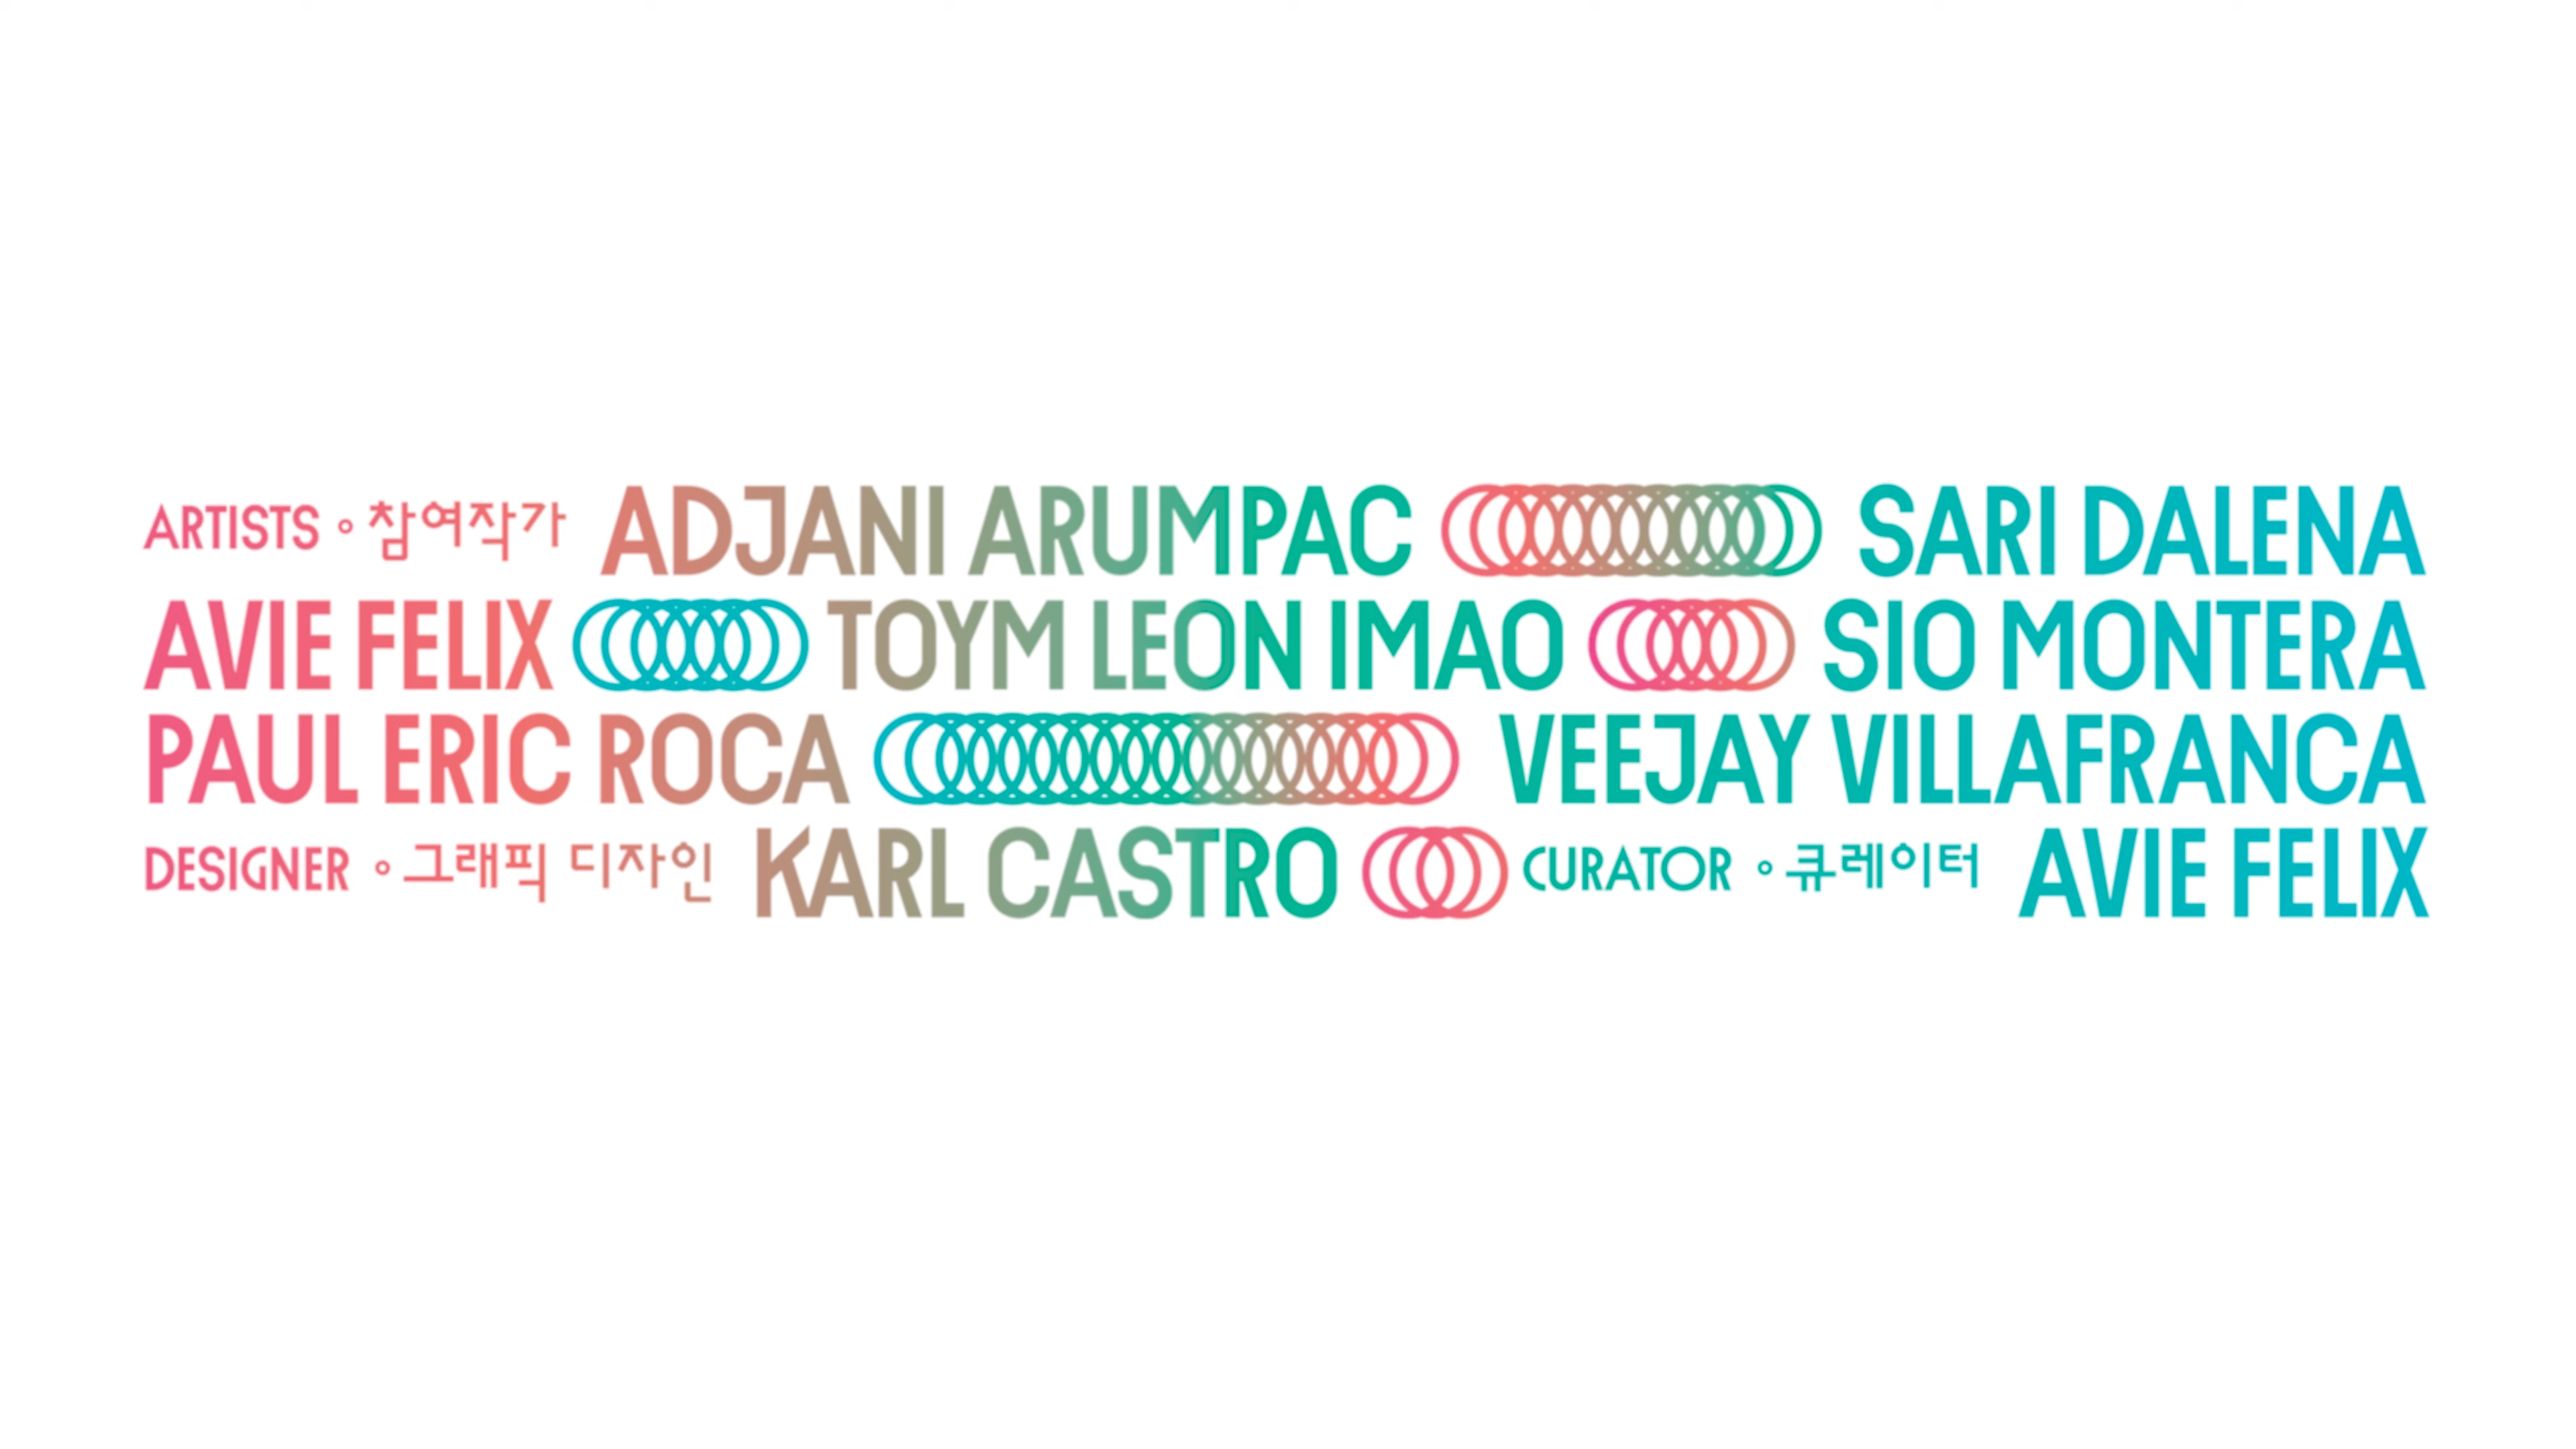 ARTISTS ∘ 참여작가 ADJANI ARUMPAC SARI DALENA
AVIE FELIX TOYM LEON IMAO SIO MONTERA
PAUL ERIC ROCA VEEJAY VILLAFRANCA
DESIGNER ∘ 그래픽 디자인 KARL CASTRO CURATOR ∘ 큐레이터 AVIE FELIX